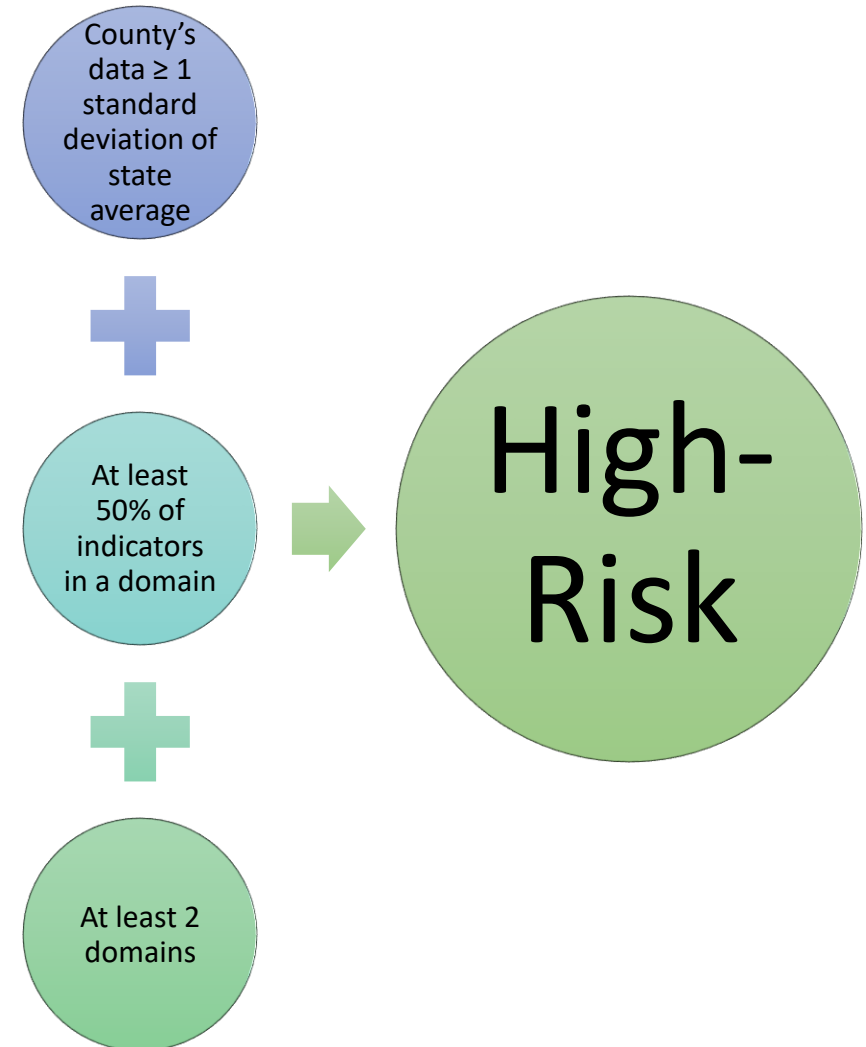 County’s
data ≥ 1
standard
deviation of
state
average
At least
50% of
indicators
in a domain
At least 2
domains
High-
Risk